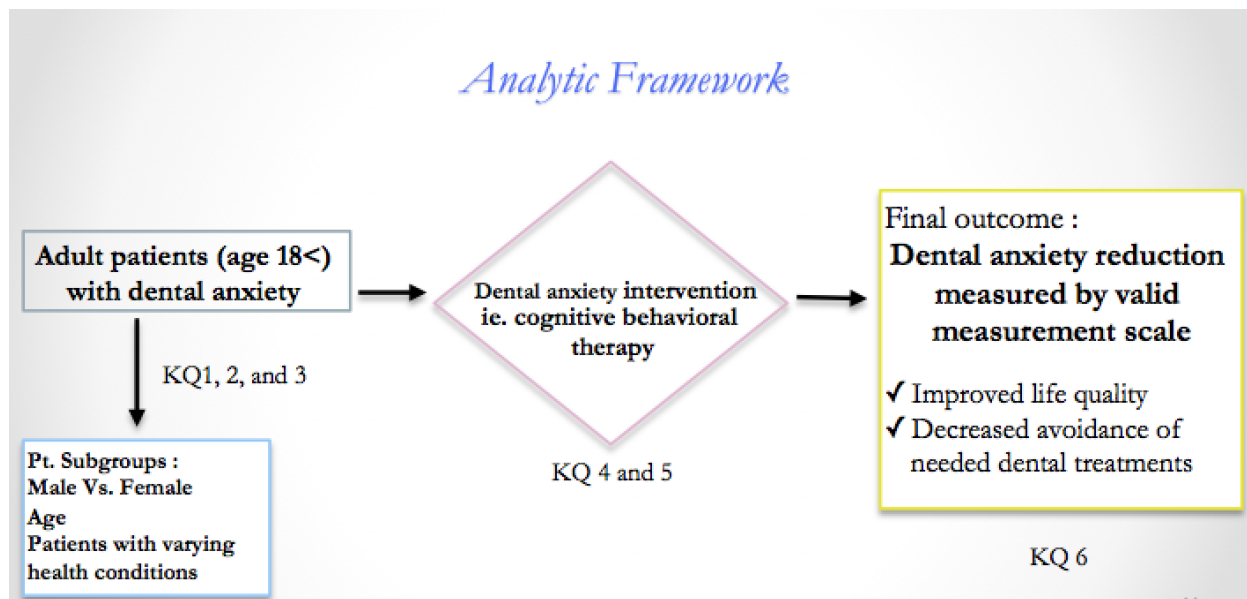 Analytic Framework
Adult patients (age 18<)
with dental anxiety
KQ1, 2, and 3
Pt. Subgroups :
Male Vs. Female
Age
Patients with varying
health conditions
Dental anxiety intervention
ie. cognitive behavioral
therapy
KQ 4 and 5
Final outcome :
Dental anxiety reduction
measured by valid
measurement scale
✓ Improved life quality
✓ Decreased avoidance of
needed dental treatments
KQ 6